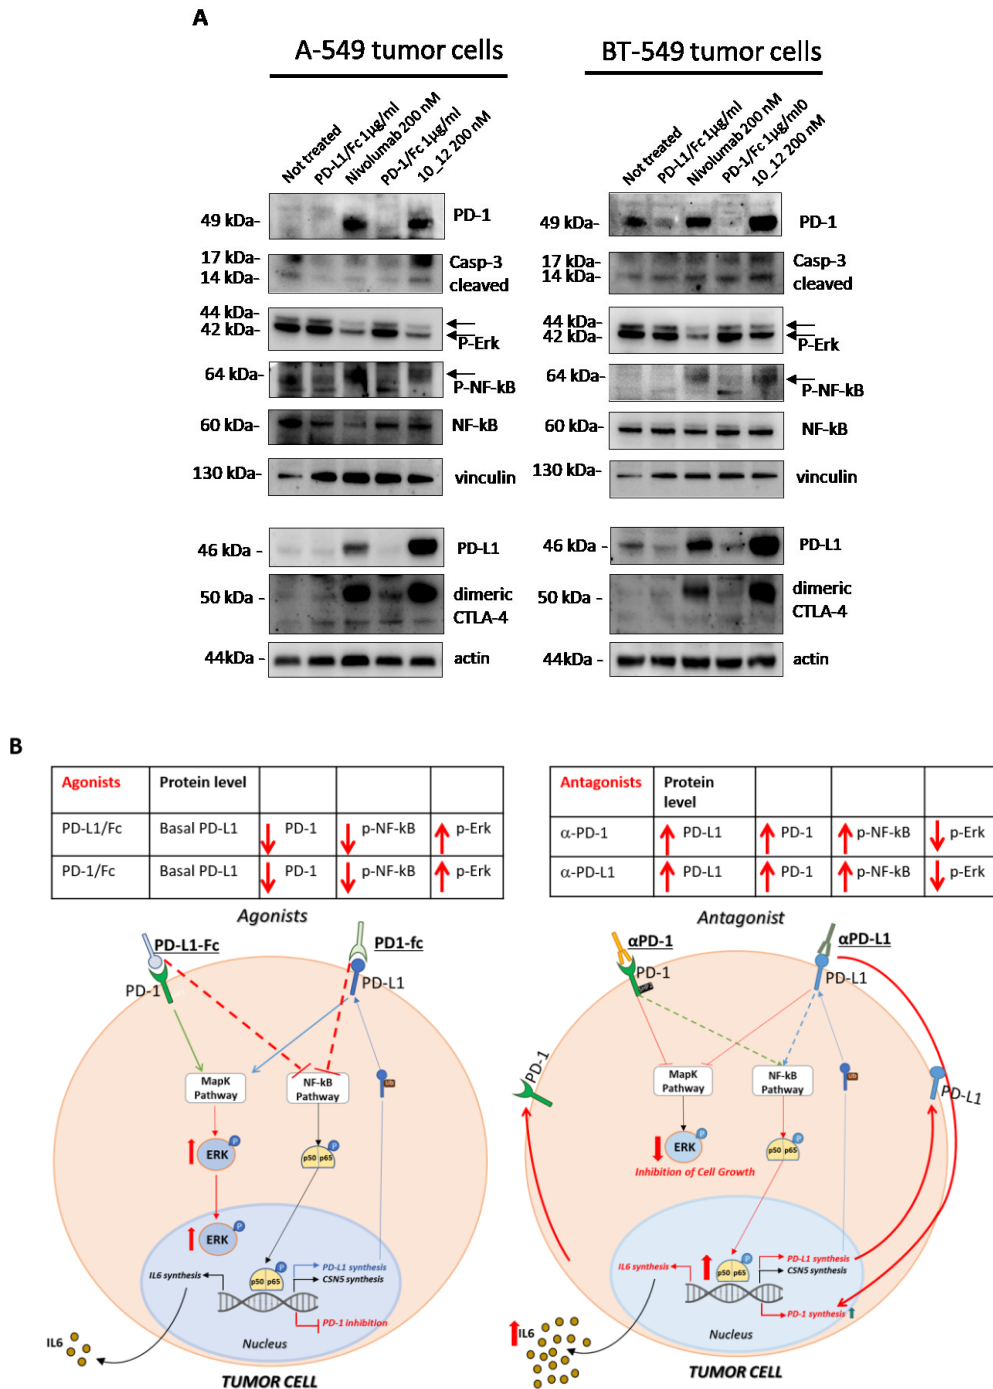 A
A-549 tumor cells
BT-549 tumor cells
Not treated
PD-L1/Fc 1µg/ml
Nivolumab 200 nM
PD-1/Fc 1µg/ml
10_12 200 nM
Not treated
PD-L1/Fc 1µg/ml
Nivolumab 200 nM
PD-1/Fc 1µg/ml0
10_12 200 nM
49 kDa-
PD-1
17 kDa-
Casp-3
14 kDa-
cleaved
44 kDa-
42 kDa-
P-Erk
64 kDa-
P-NF-kB
60 kDa-
NF-kB
130 kDa-
vinculin
46 kDa -
PD-L1
50 kDa -
dimeric
CTLA-4
44kDa -
actin
49 kDa-
PD-1
17 kDa-
Casp-3
14 kDa-
cleaved
44 kDa-
42 kDa-
P-Erk
64 kDa-
P-NF-kB
60 kDa-
NF-kB
130 kDa-
vinculin
46 kDa -
PD-L1
50 kDa -
dimeric
CTLA-4
44kDa -
actin
B
Agonists Protein level
PD-L1/Fc Basal PD-L1 PD-1 p-NF-kB p-Erk
PD-1/Fc Basal PD-L1 PD-1 p-NF-kB p-Erk
Antagonists Protein
level
α-PD-1 PD-L1 PD-1 p-NF-kB p-Erk
α-PD-L1 PD-L1 PD-1 p-NF-kB p-Erk
Agonists
PD-L1-Fc
PD1-fc
PD-1
PD-L1
MapK
Pathway
NF-kB
Pathway
Ub
P
ERK
P
p50 p65
P
ERK
P
p50 p65
IL6 synthesis
PD-L1 synthesis
CSN5 synthesis
PD-1 inhibition
IL6
Nucleus
TUMOR CELL
Antagonist
αPD-1
αPD-L1
PD-1
PD-L1
PD-1
PD-L1
MapK
Pathway
NF-kB
Pathway
Ub
P
ERK
P
p50 p65
Inhibition of Cell Growth
P
p50 p65
IL6 synthesis
PD-L1 synthesis
CSN5 synthesis
PD-1 synthesis
IL6
Nucleus
TUMOR CELL